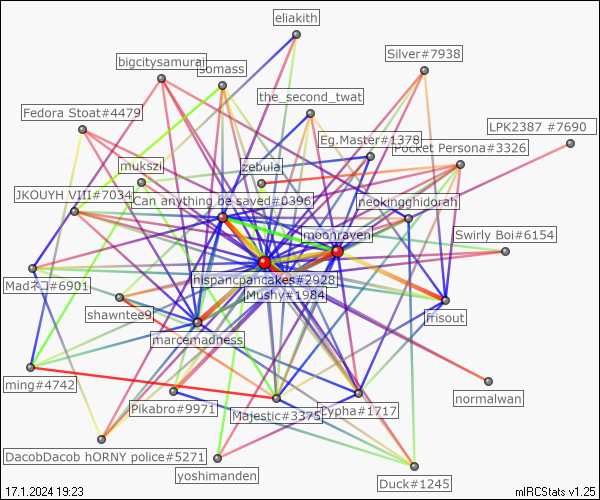 eliakith
Silver#7938
bigcitysamurai
somass
the_second_twat
Fedora Stoat#4479
LPK2387 #7690
Eg.Master#1378
Pocket Persona#3326
mukszi
zebula
JKOUYH VIII#7034
Can anything be saved#0396
neokingghidorah
moonraven
Swirly Boi#6154
hispancpancakes#2928
Madネコ#6901
Mushy#1984
shawntee9
frisout
marcemadness
ming#4742
normalwan
Pikabro#9971
Majestic#3375
Cypha#1717
DacobDacob hORNY police#5271
yoshimanden
Duck#1245
17.1.2024 19:23
mIRCStats v1.25